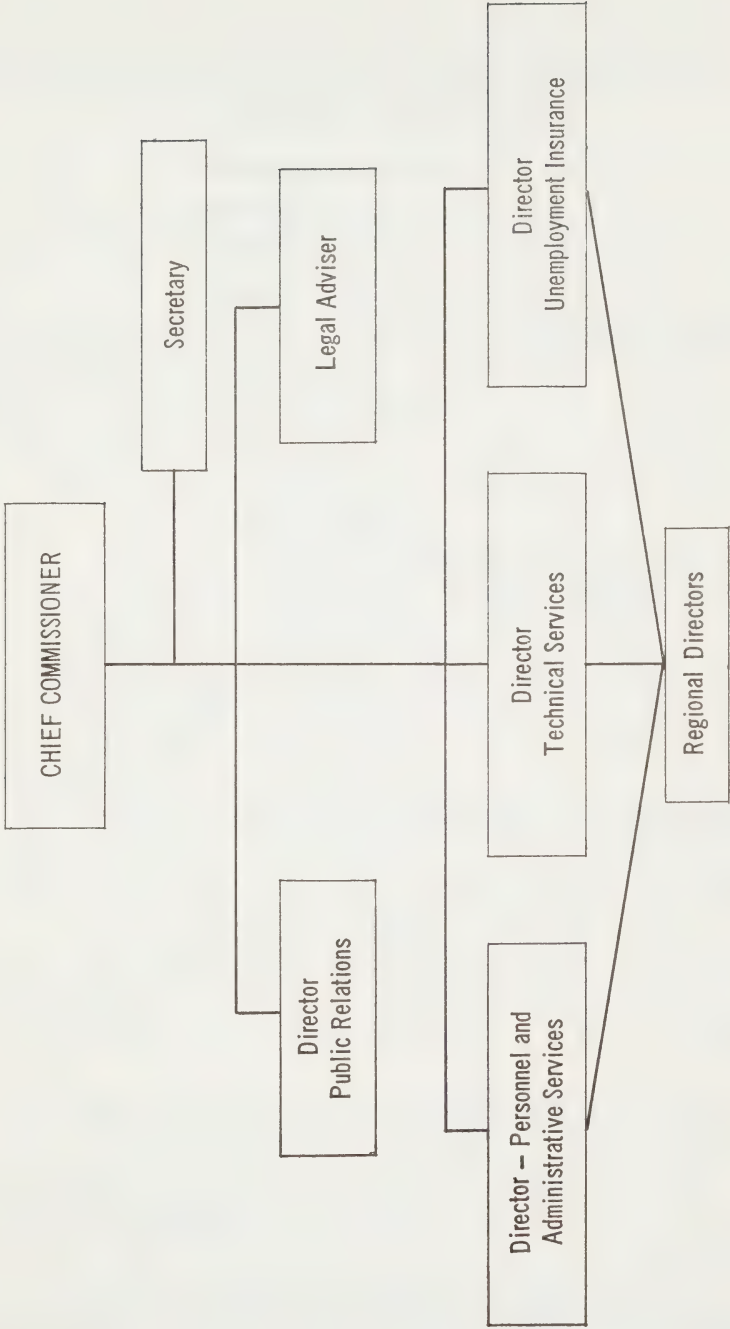 CHIEF COMMISSIONER
Secretary
Director
Public Relations
Legal Adviser
Director – Personnel and
Administrative Services
Director
Technical Services
Director
Unemployment Insurance
Regional Directors